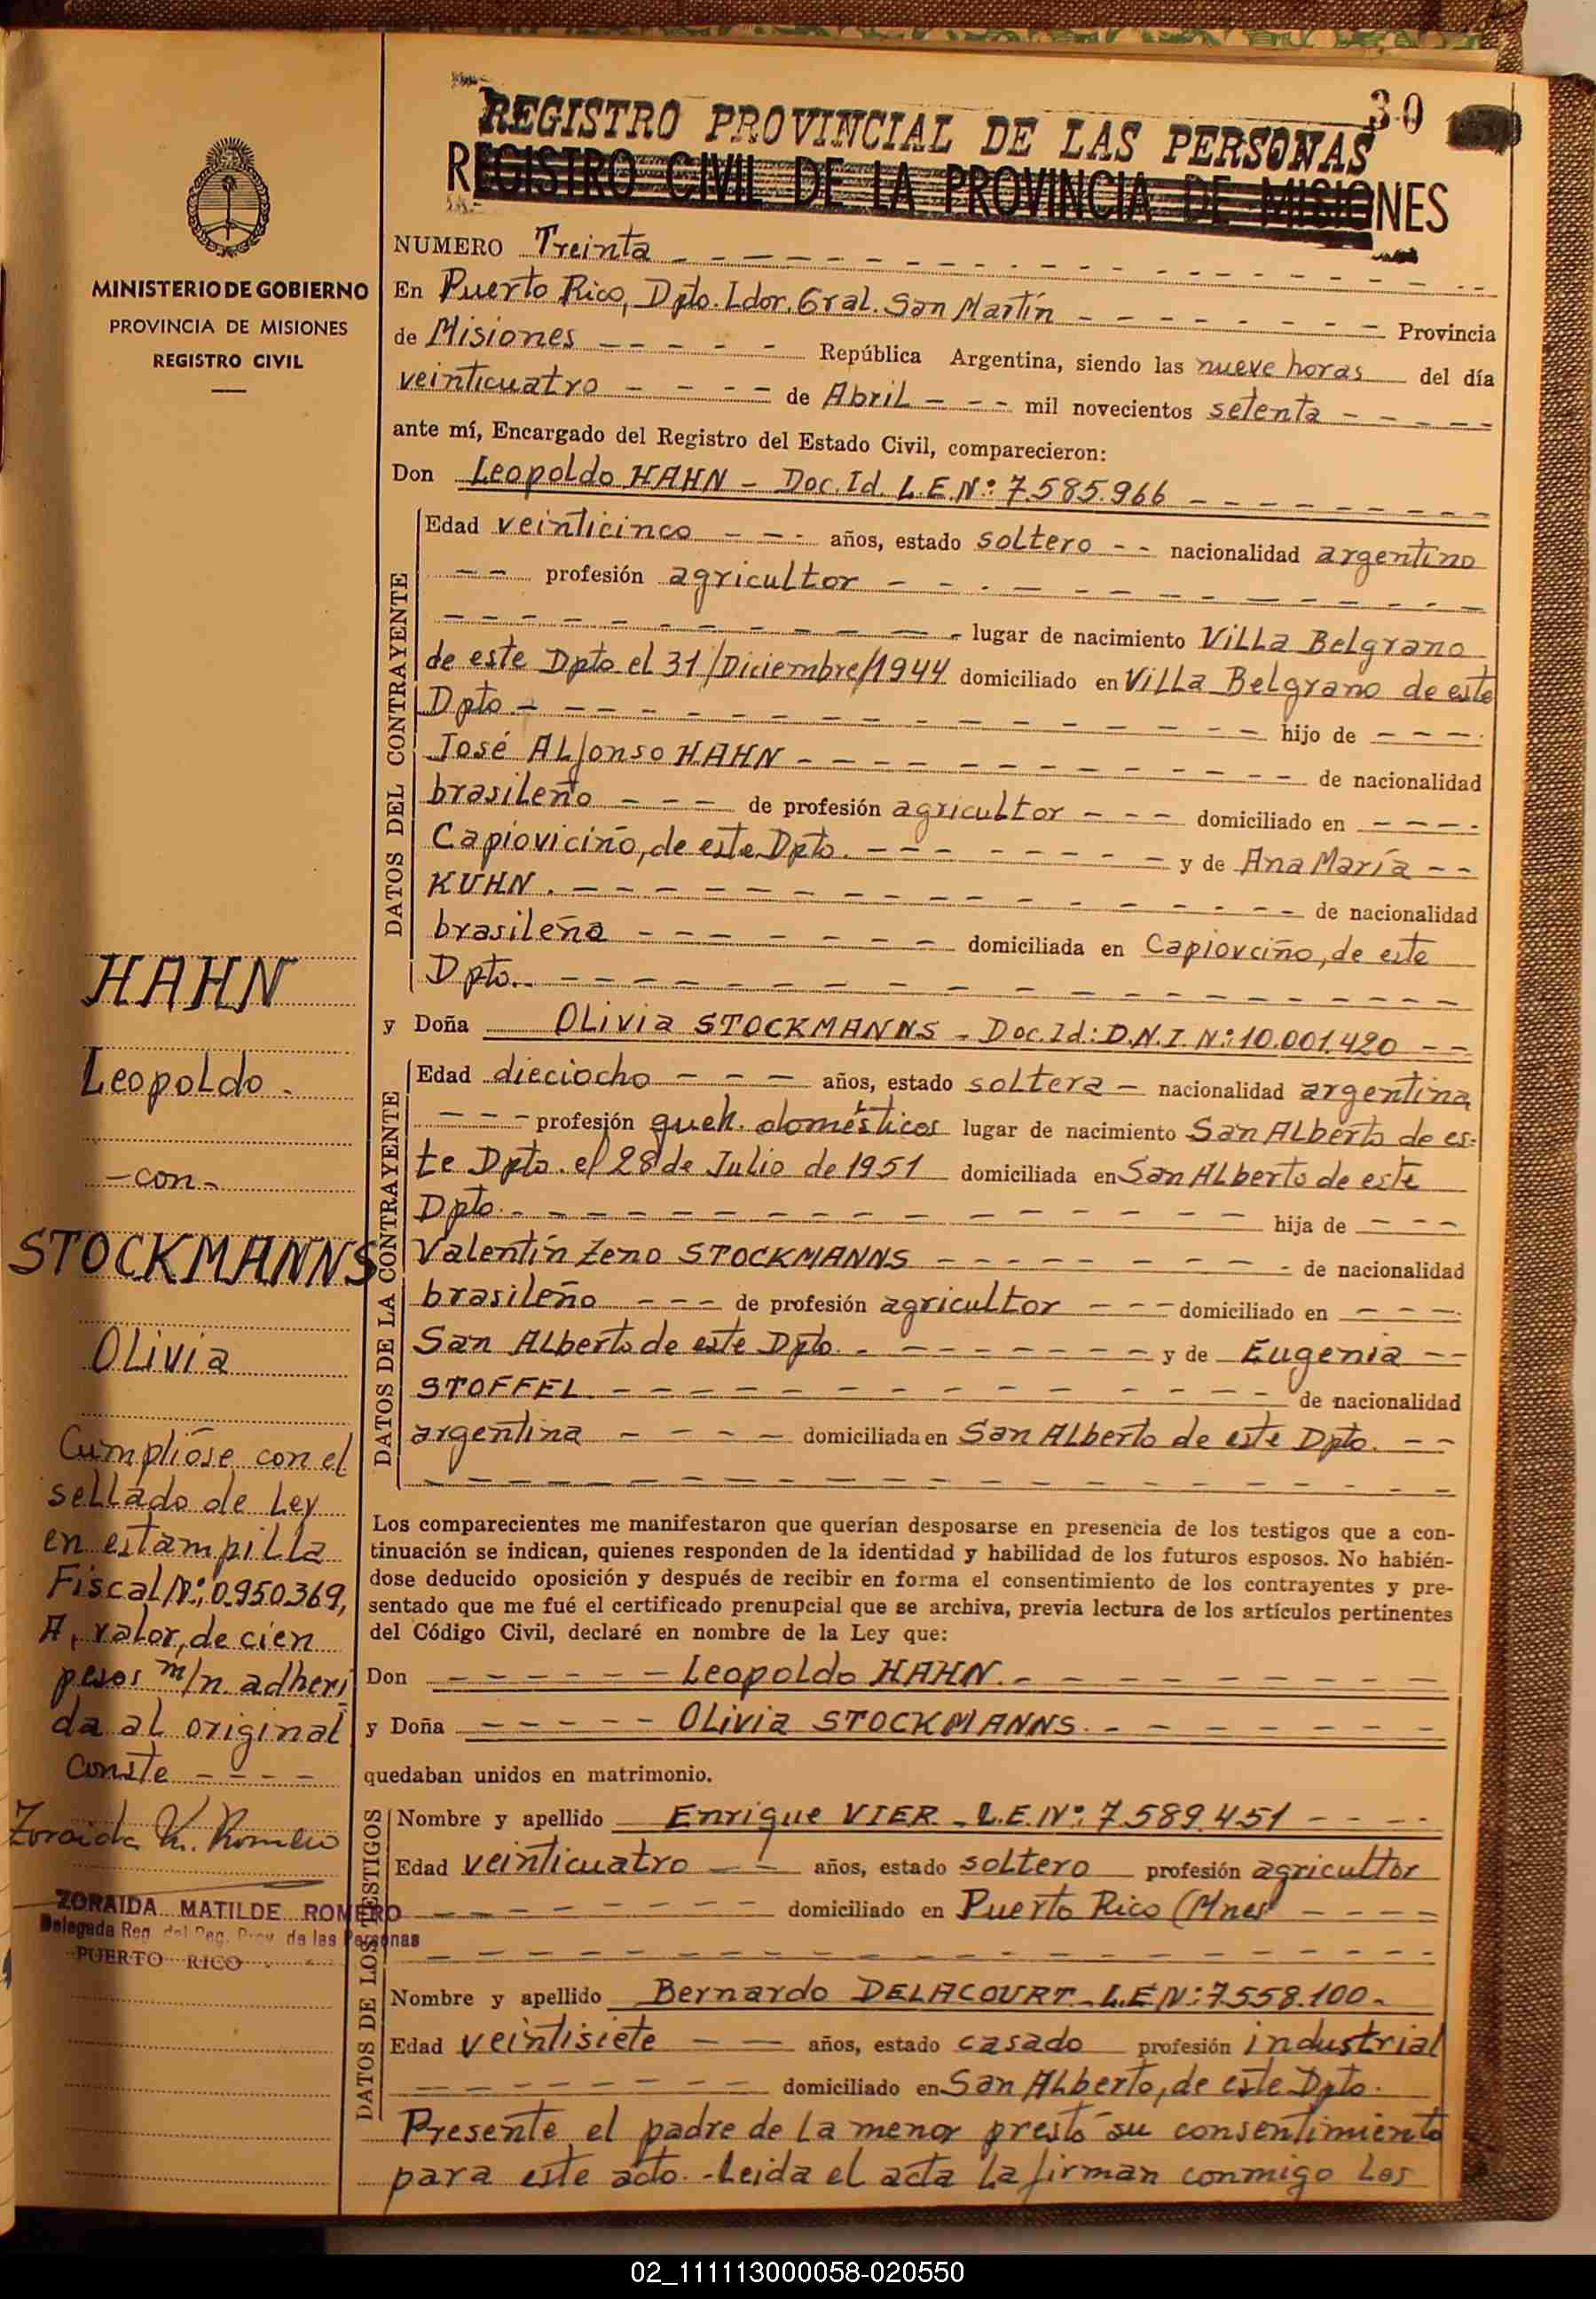 30
REGISTRO PROVINCIAL DE LAS PERSONAS
REGISTRO CIVIL DE LA PROVINCIA DE MISIONES
MINISTERIO DE GOBIERNO
PROVINCIA DE MISIONES
REGISTRO CIVIL
HAHN
Leopoldo.
-con-
STOCKMANNS
Olivia
Cumplióse con el
sellado de Ley
en estampilla
Fiscal Nº: 0.950.369,
A, valor, de cien
pesos m/n. adheri
da al original
Conste - - - -
Zoraida K. Romero
ZORAIDA MATILDE ROMERO
Delegada Reg. del Reg. Prov. de las Personas
PUERTO RICO
NUMERO Treinta
En Puerto Rico, Dpto. Ldor. Gral. San Martín Provincia
de Misiones República Argentina, siendo las nueve horas del día
veinticuatro de Abril mil novecientos setenta
ante mí, Encargado del Registro del Estado Civil, comparecieron:
Don Leopoldo HAHN - Doc. Id. L.E.Nº: 7.585.966
DATOS DEL CONTRAYENTE
Edad veinticinco años, estado soltero nacionalidad argentino
profesión agricultor
lugar de nacimiento Villa Belgrano
de este Dpto el 31/Diciembre/1944 domiciliado en Villa Belgrano de este
Dpto. hijo de
José Alfonso HAHN de nacionalidad
brasileño de profesión agricultor domiciliado en
Capioviciño, de este Dpto. y de Ana María
KUHN. de nacionalidad
brasileña domiciliada en Capiovciño, de este
Dpto.
y Doña Olivia STOCKMANNS - Doc. Id: D.N.I. Nº: 10.001.420
DATOS DE LA CONTRAYENTE
Edad dieciocho años, estado soltera nacionalidad argentina
profesión queh. domésticos lugar de nacimiento San Alberto de es-
te Dpto. el 28 de Julio de 1951 domiciliada en San Alberto de este
Dpto. hija de
Valentín Zeno STOCKMANNS de nacionalidad
brasileño de profesión agricultor domiciliado en
San Alberto de este Dpto. y de Eugenia
STOFFEL. de nacionalidad
argentina domiciliada en San Alberto de este Dpto.
Los comparecientes me manifestaron que querían desposarse en presencia de los testigos que a con-
tinuación se indican, quienes responden de la identidad y habilidad de los futuros esposos. No habién-
dose deducido oposición y después de recibir en forma el consentimiento de los contrayentes y pre-
sentado que me fué el certificado prenupcial que se archiva, previa lectura de los artículos pertinentes
del Código Civil, declaré en nombre de la Ley que:
Don Leopoldo HAHN.
y Doña Olivia STOCKMANNS.
quedaban unidos en matrimonio.
DATOS DE LOS TESTIGOS
Nombre y apellido Enrique VIER - L.E.Nº: 7.589.451
Edad veinticuatro años, estado soltero profesión agricultor
domiciliado en Puerto Rico (Mnes
Nombre y apellido Bernardo DELACOURT - L.E.Nº: 7.558.100.
Edad veintisiete años, estado casado profesión industrial
domiciliado en San Alberto, de este Dpto.
Presente el padre de la menor prestó su consentimiento
para este acto. -Leida el acta la firman conmigo los
02_111113000058-020550